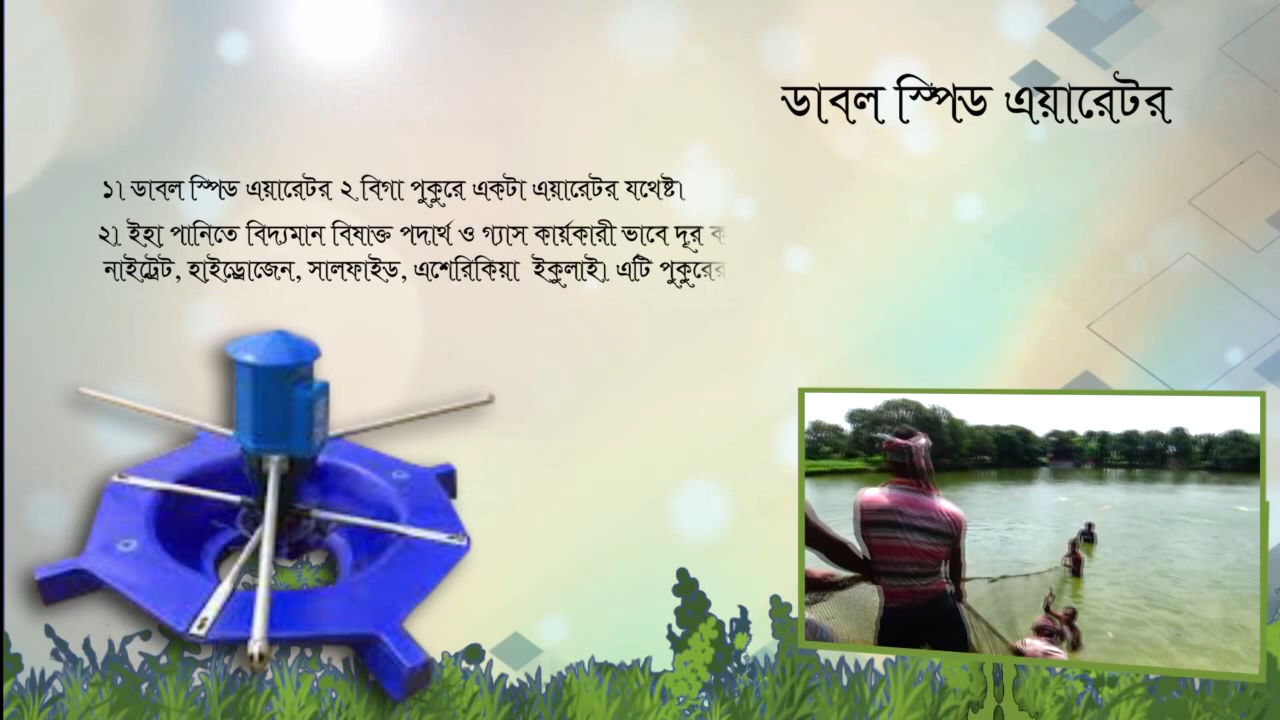 ডাবল স্পিড এয়ারেটর
১। ডাবল স্পিড এয়ারেটর ২ বিগা পুকুরে একটা এয়ারেটর যথেষ্ট।
২। ইহা পানিতে বিদ্যমান বিষাক্ত পদার্থ ও গ্যাস কার্য়কারী ভাবে দূর
নাইট্রেট, হাইড্রোজেন, সালফাইড, এশেরিকিয়া ইকুলাই। এটি পুকুরের